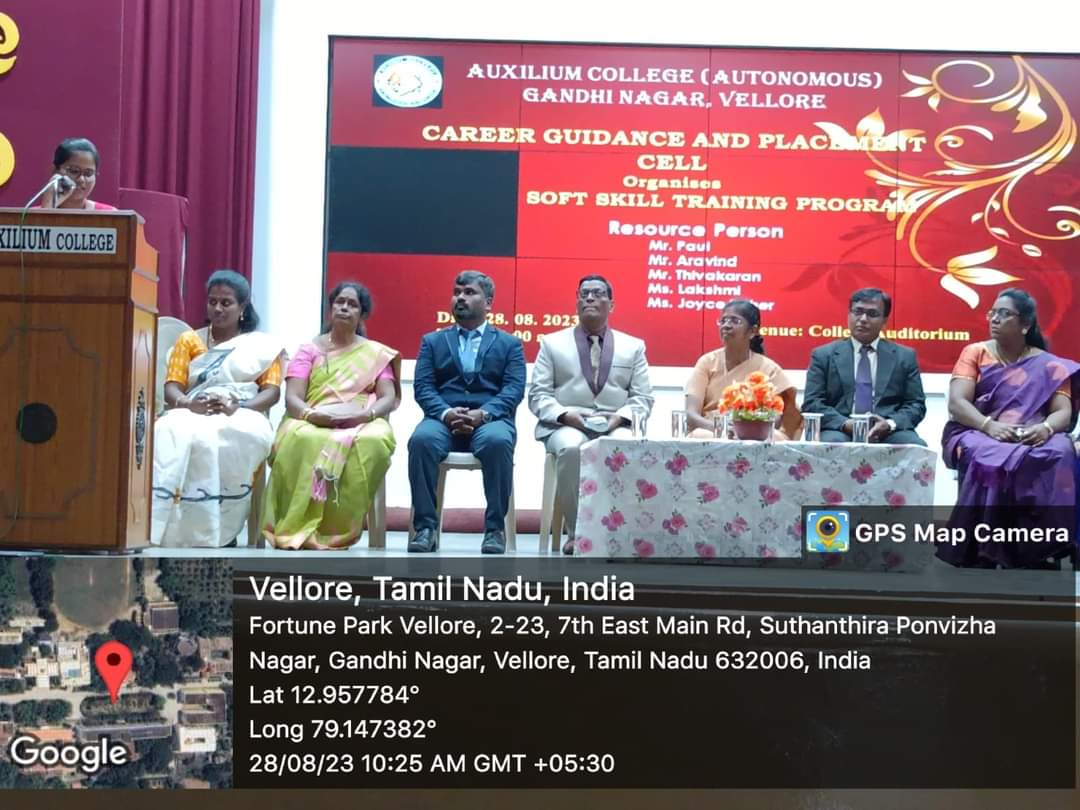 AUXILIUM COLLEGE (AUTONOMOUS)
GANDHI NAGAR, VELLORE
CAREER GUIDANCE AND PLACEMENT
CELL
Organises
SOFT SKILL TRAINING PROGRAM
Resource Person
Mr. Paul
Mr. Aravind
Mr. Thivakaran
Ms. Lakshmi
Ms. Joyce
28. 08. 2023
Venue: College Auditorium
XILIUM COLLEGE
GPS Map Camera
Vellore, Tamil Nadu, India
Fortune Park Vellore, 2-23, 7th East Main Rd, Suthanthira Ponvizha
Nagar, Gandhi Nagar, Vellore, Tamil Nadu 632006, India
Lat 12.957784°
Long 79.147382°
28/08/23 10:25 AM GMT +05:30
Google